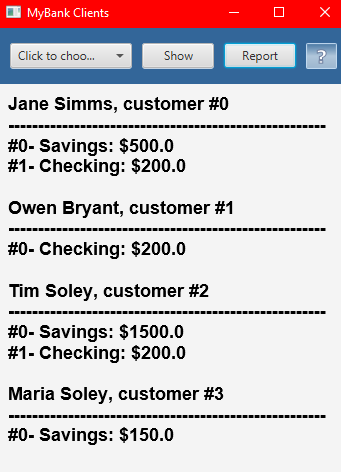 MyBank Clients
Click to choo... Show Report ?
Jane Simms, customer #0
------------------------------------------------------
#0- Savings: $500.0
#1- Checking: $200.0
Owen Bryant, customer #1
------------------------------------------------------
#0- Checking: $200.0
Tim Soley, customer #2
------------------------------------------------------
#0- Savings: $1500.0
#1- Checking: $200.0
Maria Soley, customer #3
------------------------------------------------------
#0- Savings: $150.0